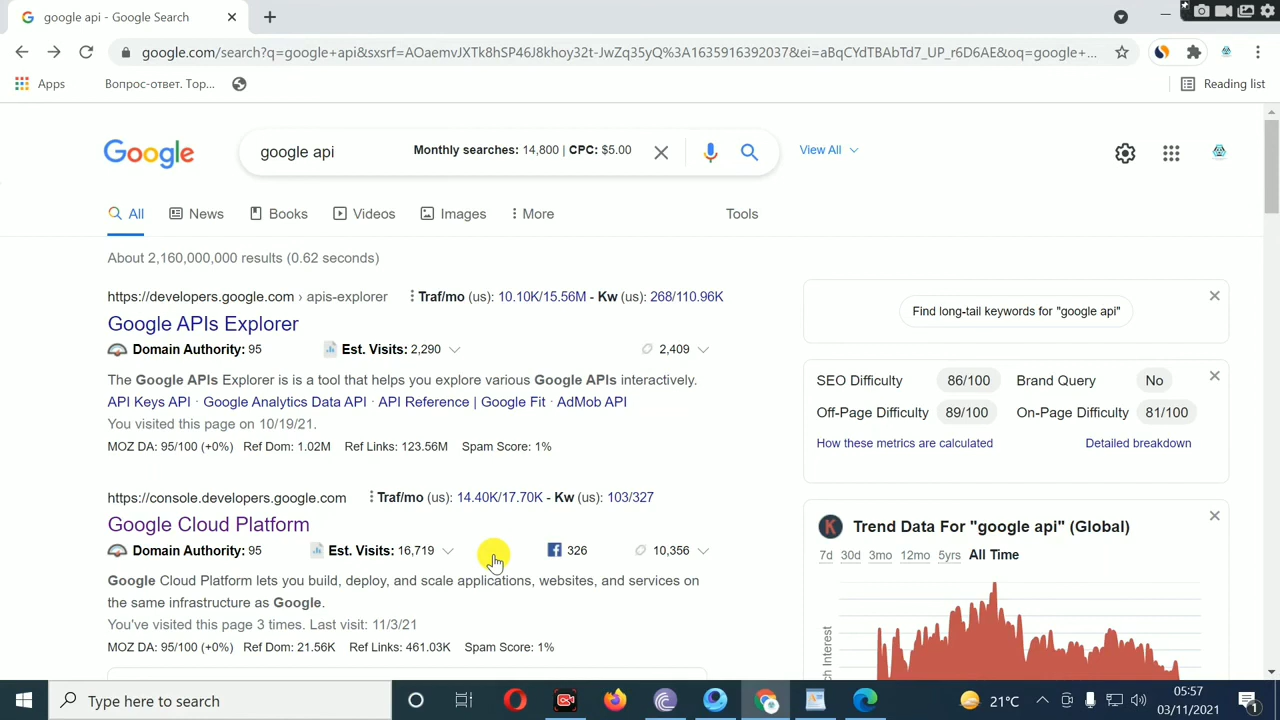 google api - Google Search
google.com/search?q=google+api&sxsrf=AOaemvJXTk8hSP46J8khoy32t-JwZq35yQ%3A1635916392037&ei=aBqCYdTBAbTd7_UP_r6D6AE&oq=google+...
Apps
Вопрос-ответ. Тор...
Reading list
Google
google api
Monthly searches: 14,800 | CPC: $5.00
View All
All
News
Books
Videos
Images
More
Tools
About 2,160,000,000 results (0.62 seconds)
https://developers.google.com › apis-explorer
Traf/mo (us): 10.10K/15.56M - Kw (us): 268/110.96K
Google APIs Explorer
Domain Authority: 95
Est. Visits: 2,290
2,409
The Google APIs Explorer is is a tool that helps you explore various Google APIs interactively.
API Keys API · Google Analytics Data API · API Reference | Google Fit · AdMob API
You visited this page on 10/19/21.
MOZ DA: 95/100 (+0%) Ref Dom: 1.02M Ref Links: 123.56M Spam Score: 1%
https://console.developers.google.com
Traf/mo (us): 14.40K/17.70K - Kw (us): 103/327
Google Cloud Platform
Domain Authority: 95
Est. Visits: 16,719
326
10,356
Google Cloud Platform lets you build, deploy, and scale applications, websites, and services on
the same infrastructure as Google.
You've visited this page 3 times. Last visit: 11/3/21
MOZ DA: 95/100 (+0%) Ref Dom: 21.56K Ref Links: 461.03K Spam Score: 1%
Find long-tail keywords for "google api"
SEO Difficulty 86/100 Brand Query No
Off-Page Difficulty 89/100 On-Page Difficulty 81/100
How these metrics are calculated
Detailed breakdown
K
Trend Data For "google api" (Global)
7d 30d 3mo 12mo 5yrs All Time
Interest
Type here to search
21°C
05:57
03/11/2021
1